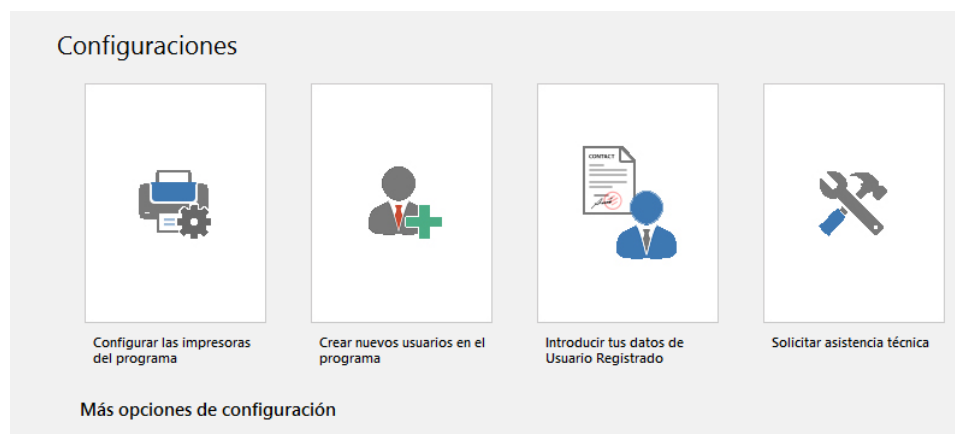 Configuraciones
CONTACT
Configurar las impresoras
del programa
Crear nuevos usuarios en el
programa
Introducir tus datos de
Usuario Registrado
Solicitar asistencia técnica
Más opciones de configuración